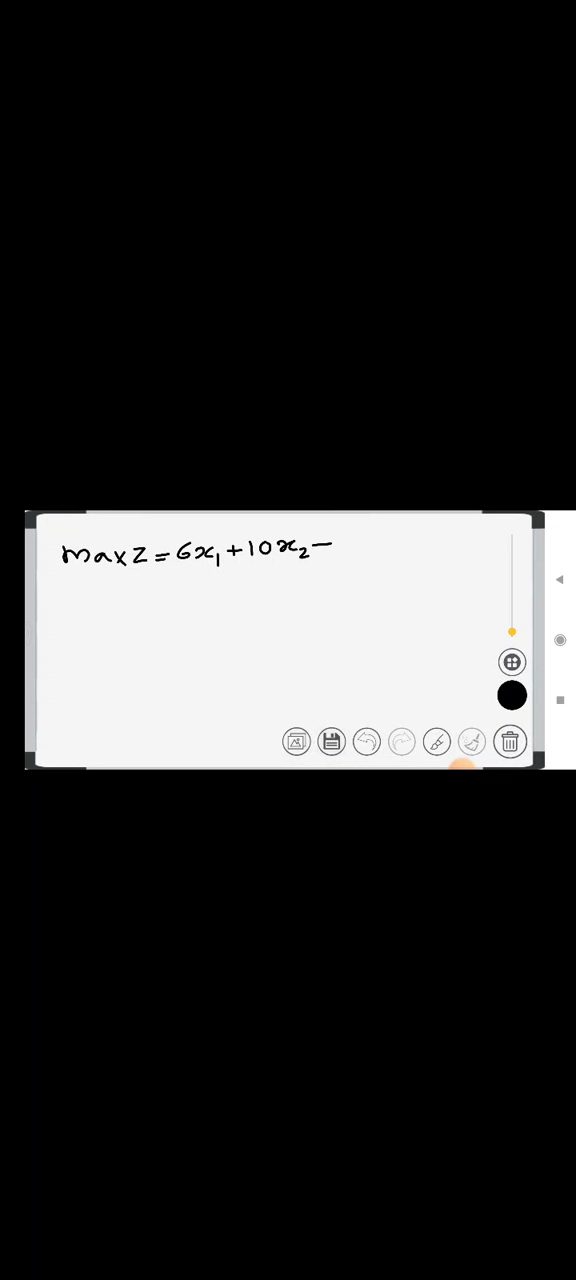 max Z = 6x₁ + 10x₂ –